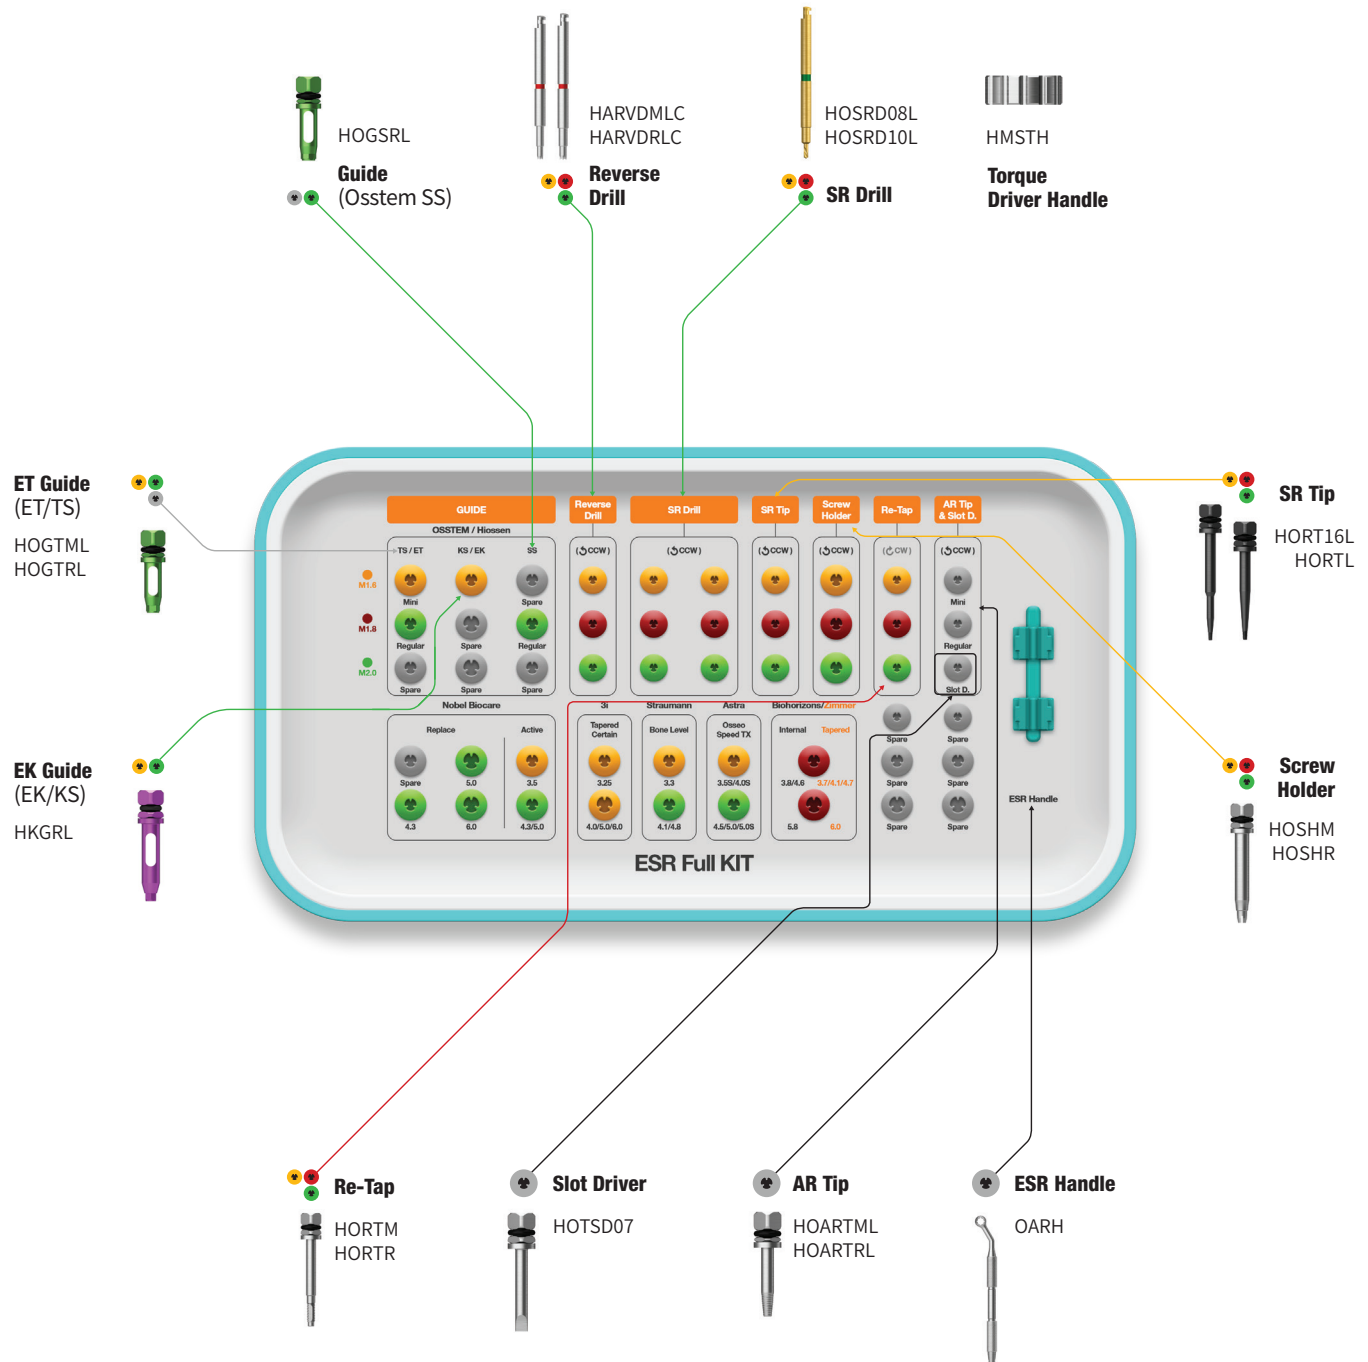 HOGSRL
Guide
(Osstem SS)
HARVDMLC
HARVDRLC
Reverse
Drill
HOSRD08L
HOSRD10L
SR Drill
HMSTH
Torque
Driver Handle
ET Guide
(ET/TS)
HOGTML
HOGTRL
EK Guide
(EK/KS)
HKGRL
SR Tip
HORT16L
HORTL
Screw
Holder
HOSHM
HOSHR
GUIDE
Reverse
Drill
SR Drill
SR Tip
Screw
Holder
Re-Tap
AR Tip
& Slot D.
OSSTEM / Hiossen
TS / ET
KS / EK
SS
(CCW)
(CCW)
(CCW)
(CCW)
(CW)
(CCW)
M1.6
Mini
Spare
Mini
M1.8
Regular
Spare
Regular
Regular
M2.0
Spare
Spare
Spare
Slot D.
Nobel Biocare
3i
Straumann
Astra
Biohorizons/Zimmer
Replace
Active
Tapered
Certain
Bone Level
Osseo
Speed TX
Internal
Tapered
Spare
Spare
Spare
5.0
3.5
3.25
3.3
3.5S/4.0S
3.8/4.6
3.7/4.1/4.7
Spare
Spare
4.3
6.0
4.3/5.0
4.0/5.0/6.0
4.1/4.8
4.5/5.0/5.0S
5.8
6.0
Spare
Spare
ESR Handle
ESR Full KIT
Re-Tap
HORTM
HORTR
Slot Driver
HOTSD07
AR Tip
HOARTML
HOARTRL
ESR Handle
OARH